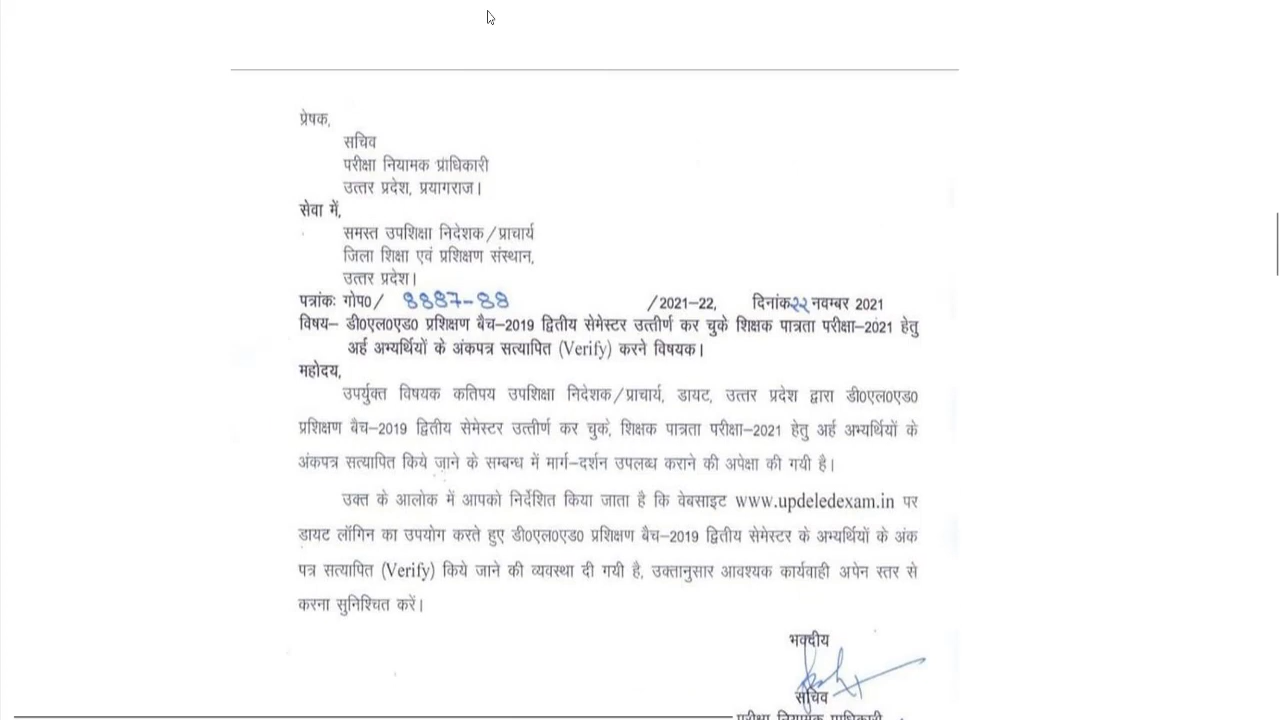 प्रेषक,
सचिव
परीक्षा नियामक प्राधिकारी
उत्तर प्रदेश, प्रयागराज।
सेवा में,
समस्त उपशिक्षा निदेशक/प्राचार्य
जिला शिक्षा एवं प्रशिक्षण संस्थान,
उत्तर प्रदेश।
पत्रांकः गोप0/ 8887-88 /2021-22, दिनांक २२ नवम्बर 2021
विषय– डी0एल0एड0 प्रशिक्षण बैच-2019 द्वितीय सेमेस्टर उत्तीर्ण कर चुके शिक्षक पात्रता परीक्षा-2021 हेतु
अर्ह अभ्यर्थियों के अंकपत्र सत्यापित (Verify) करने विषयक।
महोदय,
उपर्युक्त विषयक कतिपय उपशिक्षा निदेशक/प्राचार्य, डायट, उत्तर प्रदेश द्वारा डी0एल0एड0
प्रशिक्षण बैच-2019 द्वितीय सेमेस्टर उत्तीर्ण कर चुके, शिक्षक पात्रता परीक्षा-2021 हेतु अर्ह अभ्यर्थियों के
अंकपत्र सत्यापित किये जाने के सम्बन्ध में मार्ग-दर्शन उपलब्ध कराने की अपेक्षा की गयी है।
उक्त के आलोक में आपको निर्देशित किया जाता है कि वेबसाइट www.updeledexam.in पर
डायट लॉगिन का उपयोग करते हुए डी0एल0एड0 प्रशिक्षण बैच-2019 द्वितीय सेमेस्टर के अभ्यर्थियों के अंक
पत्र सत्यापित (Verify) किये जाने की व्यवस्था दी गयी है, उक्तानुसार आवश्यक कार्यवाही अपेन स्तर से
करना सुनिश्चित करें।
भवदीय
सचिव
परीक्षा नियामक प्राधिकारी